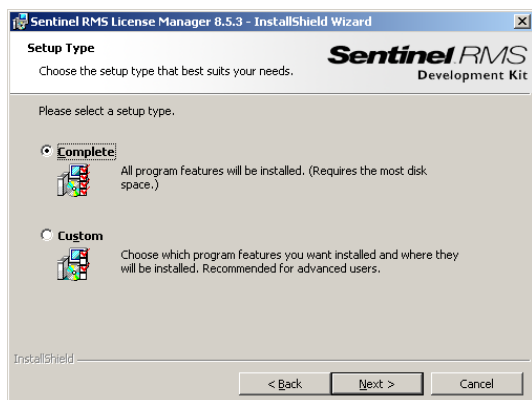 Sentinel RMS License Manager 8.5.3 - InstallShield Wizard
Setup Type
Choose the setup type that best suits your needs.
Sentinel RMS
Development Kit
Please select a setup type.
Complete
All program features will be installed. (Requires the most disk
space.)
Custom
Choose which program features you want installed and where they
will be installed. Recommended for advanced users.
InstallShield
< Back
Next >
Cancel